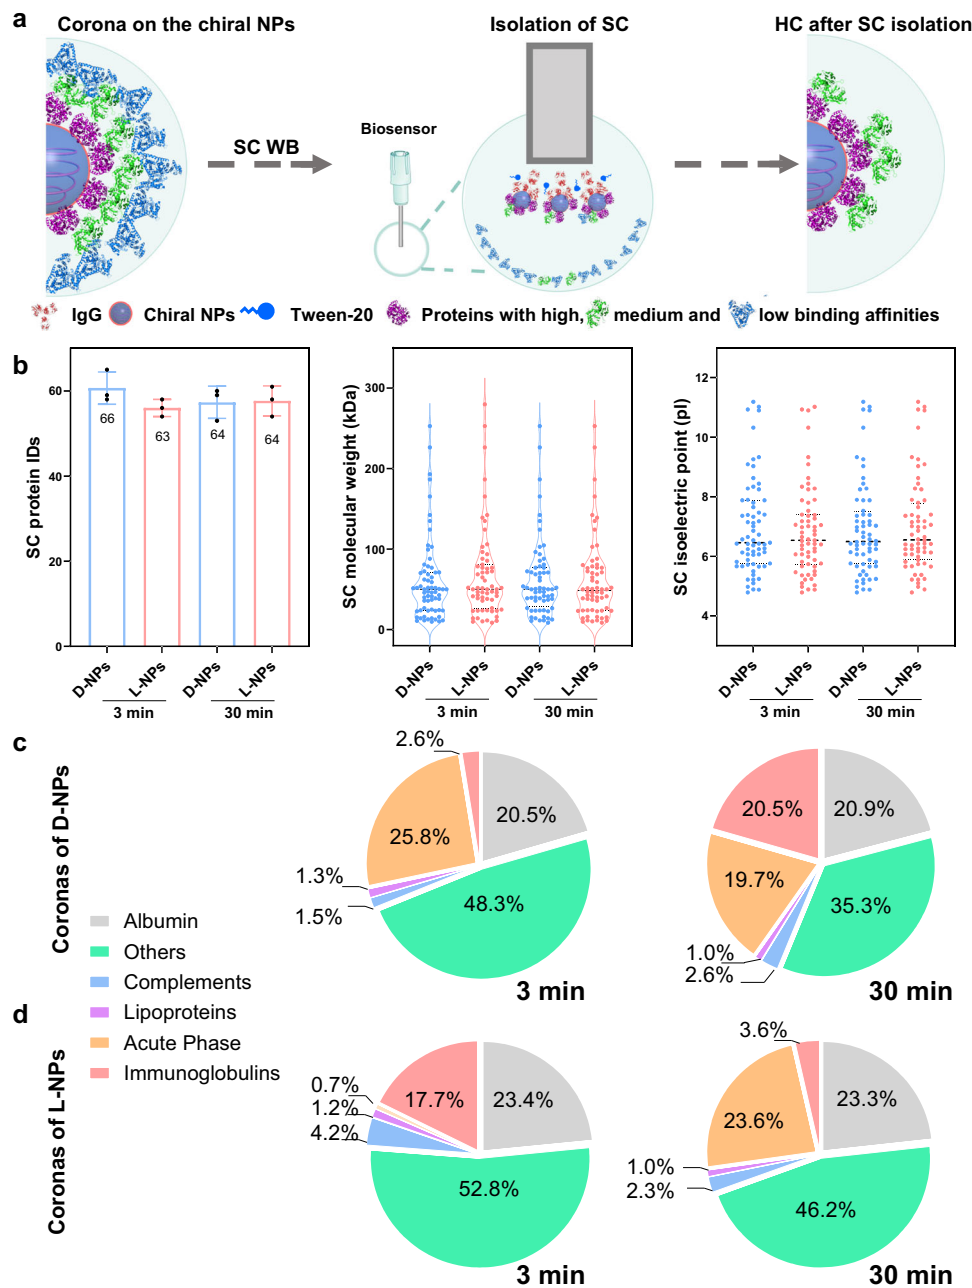 a
Corona on the chiral NPs
Isolation of SC
HC after SC isolation
SC WB
Biosensor
IgG
Chiral NPs
Tween-20
Proteins with high,
medium and
low binding affinities
b
SC protein IDs
60
40
20
0
66
63
64
64
D-NPs
L-NPs
D-NPs
L-NPs
3 min
30 min
SC molecular weight (kDa)
300
200
100
0
D-NPs
L-NPs
D-NPs
L-NPs
3 min
30 min
SC isoelectric point (pI)
12
10
8
6
4
D-NPs
L-NPs
D-NPs
L-NPs
3 min
30 min
c
Coronas of D-NPs
2.6%
20.5%
25.8%
1.3%
1.5%
48.3%
3 min
20.5%
20.9%
19.7%
35.3%
1.0%
2.6%
30 min
Albumin
Others
Complements
Lipoproteins
Acute Phase
Immunoglobulins
d
Coronas of L-NPs
0.7%
17.7%
23.4%
1.2%
4.2%
52.8%
3 min
3.6%
23.6%
23.3%
1.0%
2.3%
46.2%
30 min